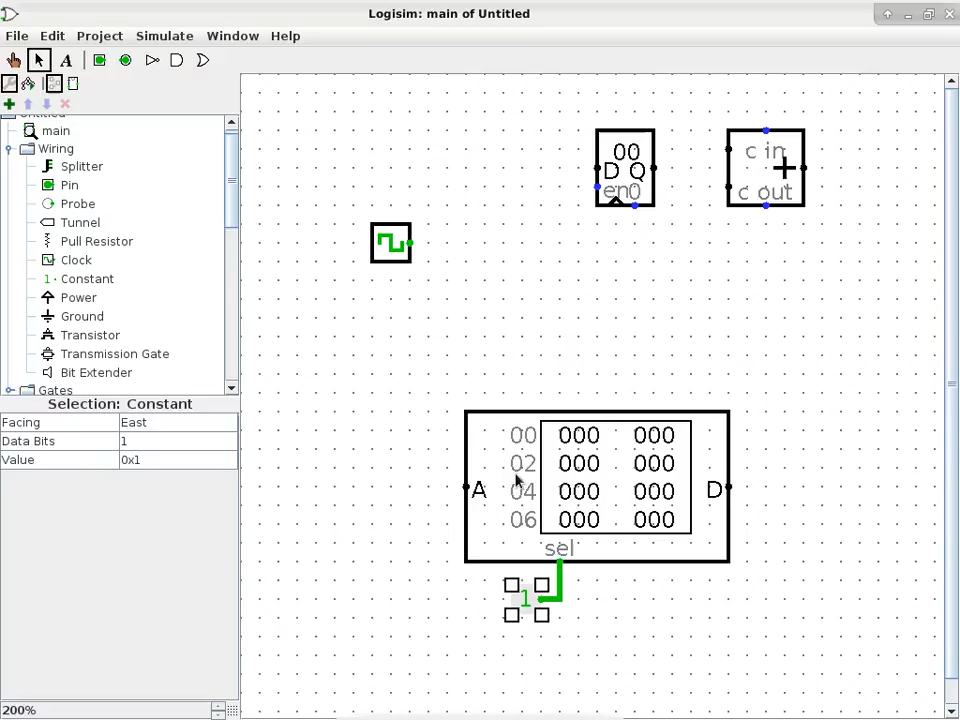 Logisim: main of Untitled
File Edit Project Simulate Window Help
A
Untitled
main
Wiring
Splitter
Pin
Probe
Tunnel
Pull Resistor
Clock
1 Constant
Power
Ground
Transistor
Transmission Gate
Bit Extender
Gates
Selection: Constant
Facing East
Data Bits 1
Value 0x1
200%
00
D Q
en0
c in
+
c out
00 000 000
02 000 000
A 04 000 000 D
06 000 000
sel
1